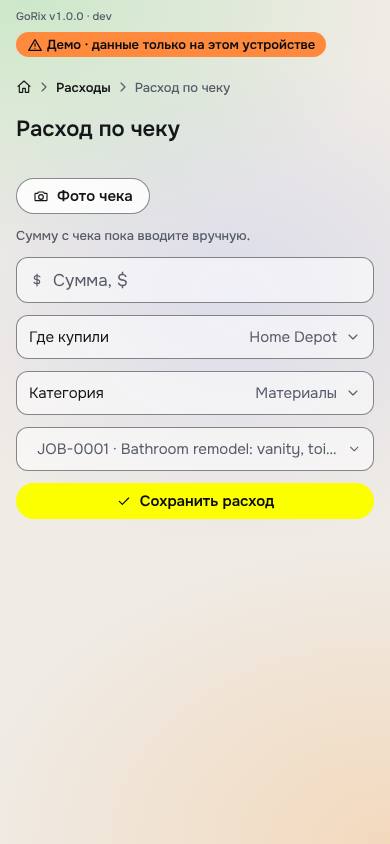 GoRix v1.0.0 · dev
Демо · данные только на этом устройстве
Расходы
Расход по чеку
Расход по чеку
Фото чека
Сумму с чека пока вводите вручную.
$ Сумма, $
Где купили Home Depot
Категория Материалы
JOB-0001 · Bathroom remodel: vanity, toi...
Сохранить расход